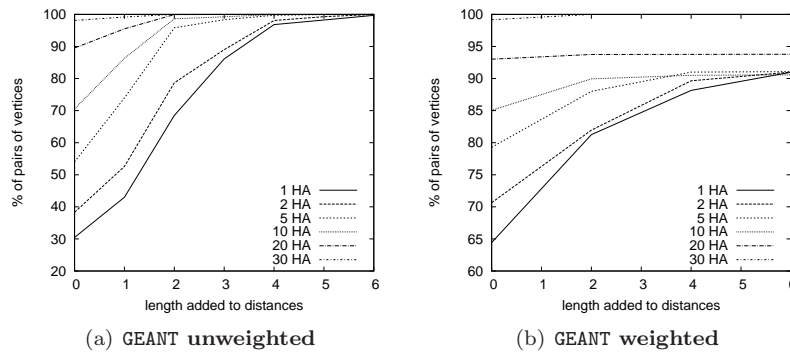 100
90
80
70
60
50
40
30
20
% of pairs of vertices
1 HA
2 HA
5 HA
10 HA
20 HA
30 HA
0 1 2 3 4 5 6
length added to distances
(a) GEANT unweighted
100
95
90
85
80
75
70
65
60
% of pairs of vertices
1 HA
2 HA
5 HA
10 HA
20 HA
30 HA
0 1 2 3 4 5 6
length added to distances
(b) GEANT weighted